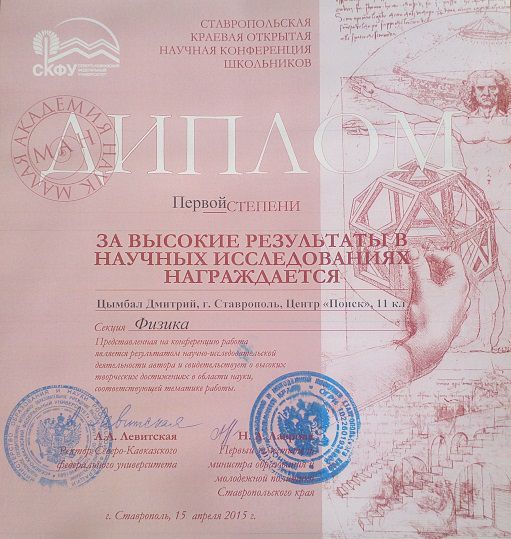 СТАВРОПОЛЬСКАЯ
КРАЕВАЯ ОТКРЫТАЯ
НАУЧНАЯ КОНФЕРЕНЦИЯ
ШКОЛЬНИКОВ
СКФУ
МАЛАЯ АКАДЕМИЯ НАУК
МАН
ДИПЛОМ
Первой СТЕПЕНИ
ЗА ВЫСОКИЕ РЕЗУЛЬТАТЫ В
НАУЧНЫХ ИССЛЕДОВАНИЯХ
НАГРАЖДАЕТСЯ
Цымбал Дмитрий, г. Ставрополь, Центр «Поиск», 11 кл
Секция Физика
Представленная на конференцию работа
является результатом научно-исследовательской
деятельности автора и свидетельствует о высоких
творческих достижениях в области науки,
соответствующей тематике работы.
А.А. Левитская
Ректор Северо-Кавказского
федерального университета
Н. А.
Первый
министра образования и
молодежной
Ставропольского края
г. Ставрополь, 15 апреля 2015 г.